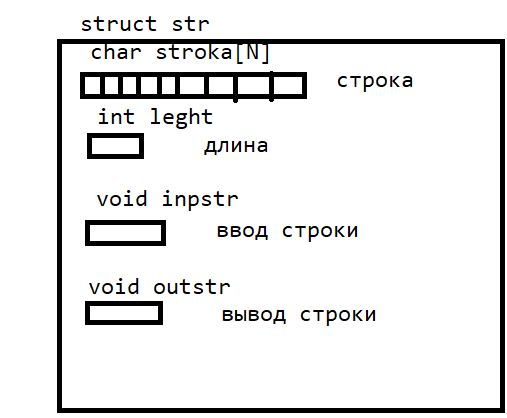 struct str
char stroka[N]
строка
int leght
длина
void inpstr
ввод строки
void outstr
вывод строки